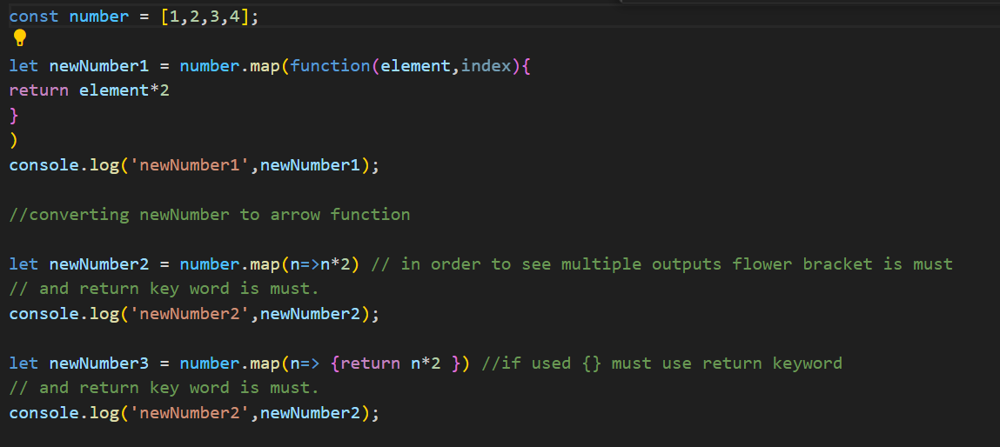 const number = [1,2,3,4];
let newNumber1 = number.map(function(element,index){
return element*2
}
)
console.log('newNumber1',newNumber1);
//converting newNumber to arrow function
let newNumber2 = number.map(n=>n*2) // in order to see multiple outputs flower bracket is must
// and return key word is must.
console.log('newNumber2',newNumber2);
let newNumber3 = number.map(n=> {return n*2 }) //if used {} must use return keyword
// and return key word is must.
console.log('newNumber2',newNumber2);